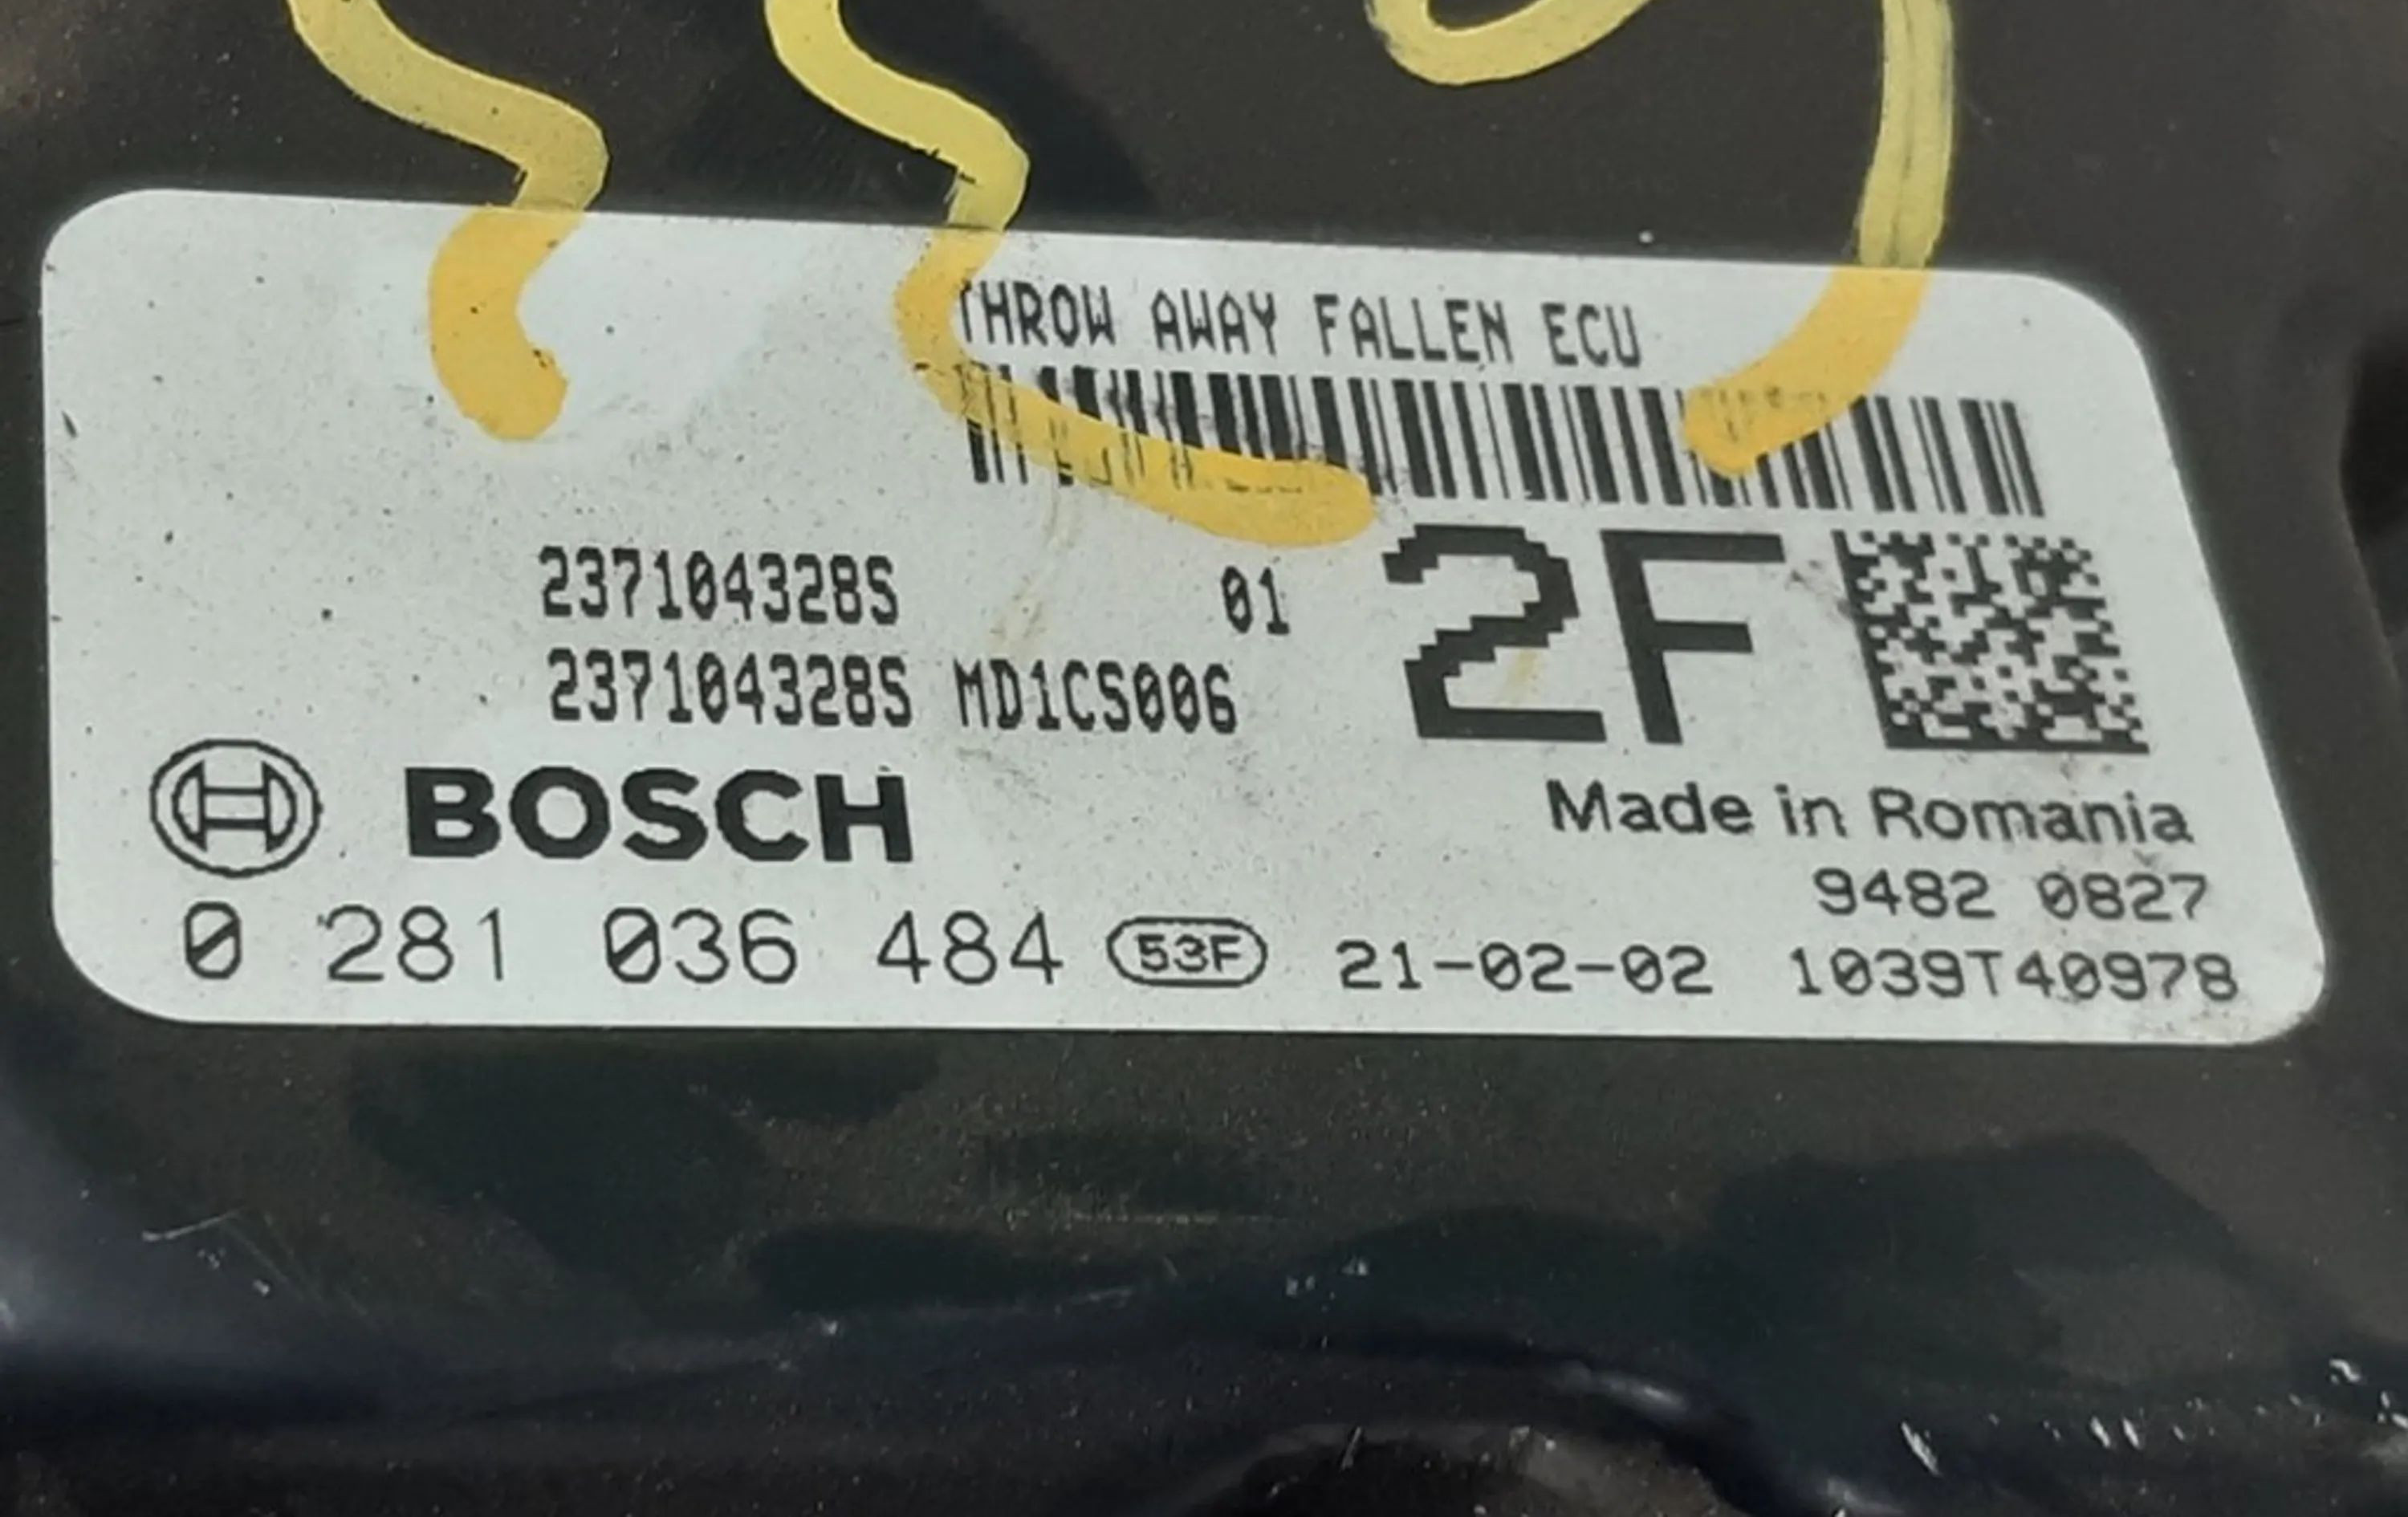 THROW AWAY FALLEN ECU
237104328S 01
237104328S MD1CS006
2F
BOSCH
Made in Romania
9482 0827
0 281 036 484 53F 21-02-02 1039T40978